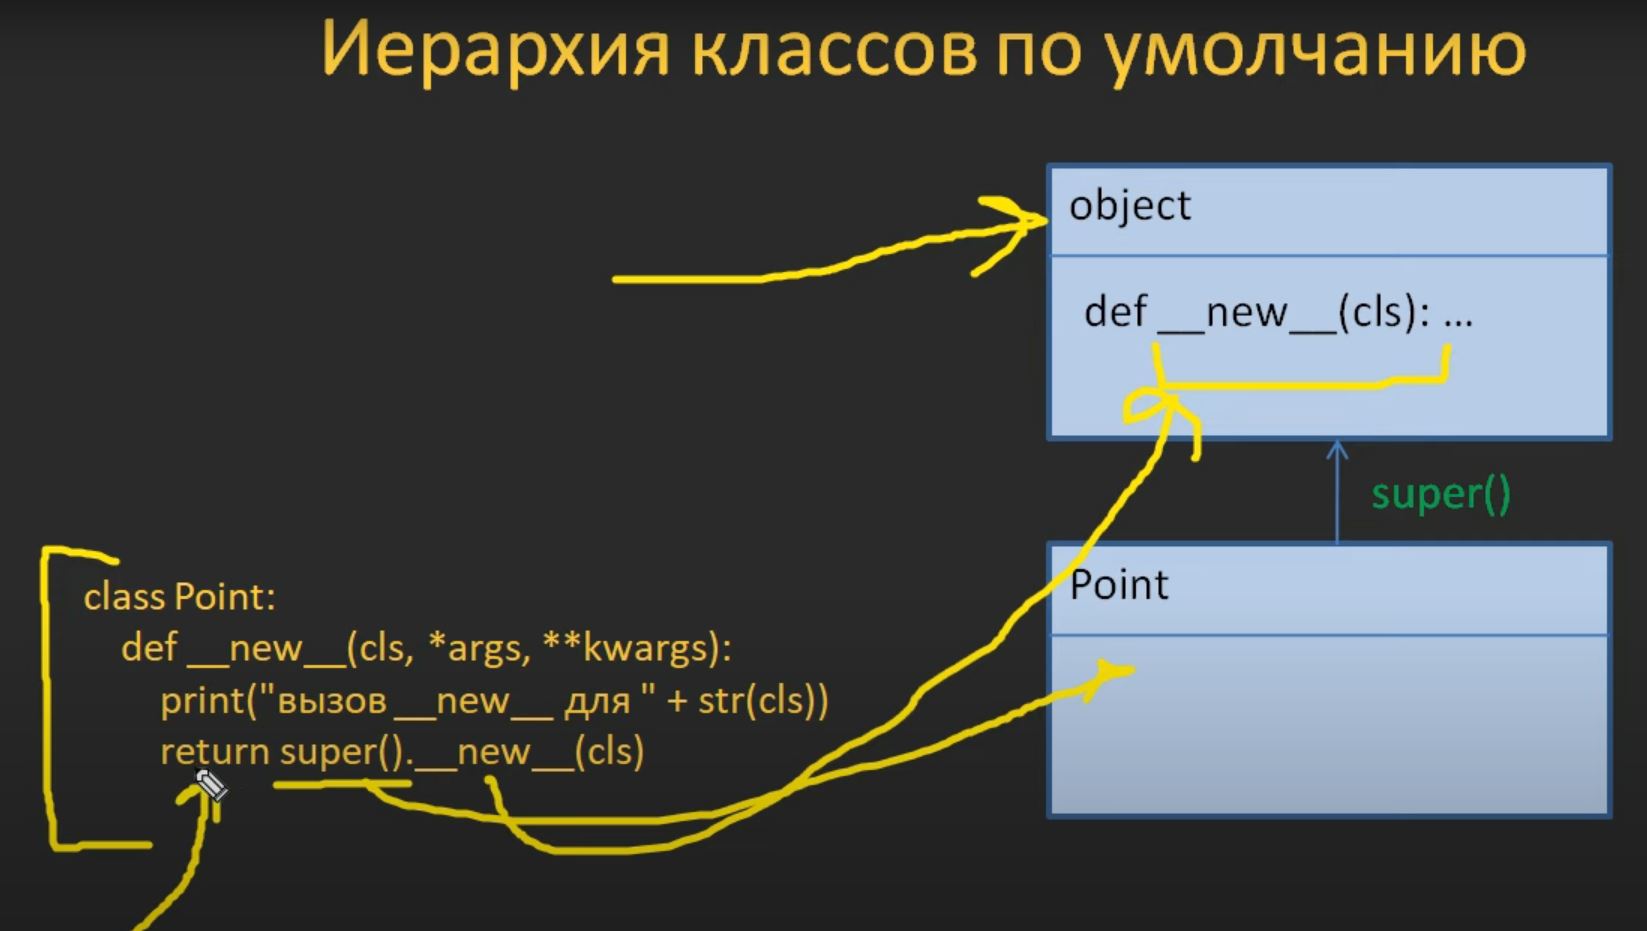 Иерархия классов по умолчанию
object
def __new__(cls): ...
super()
Point
class Point:
def __new__(cls, *args, **kwargs):
print("вызов __new__ для " + str(cls))
return super().__new__(cls)